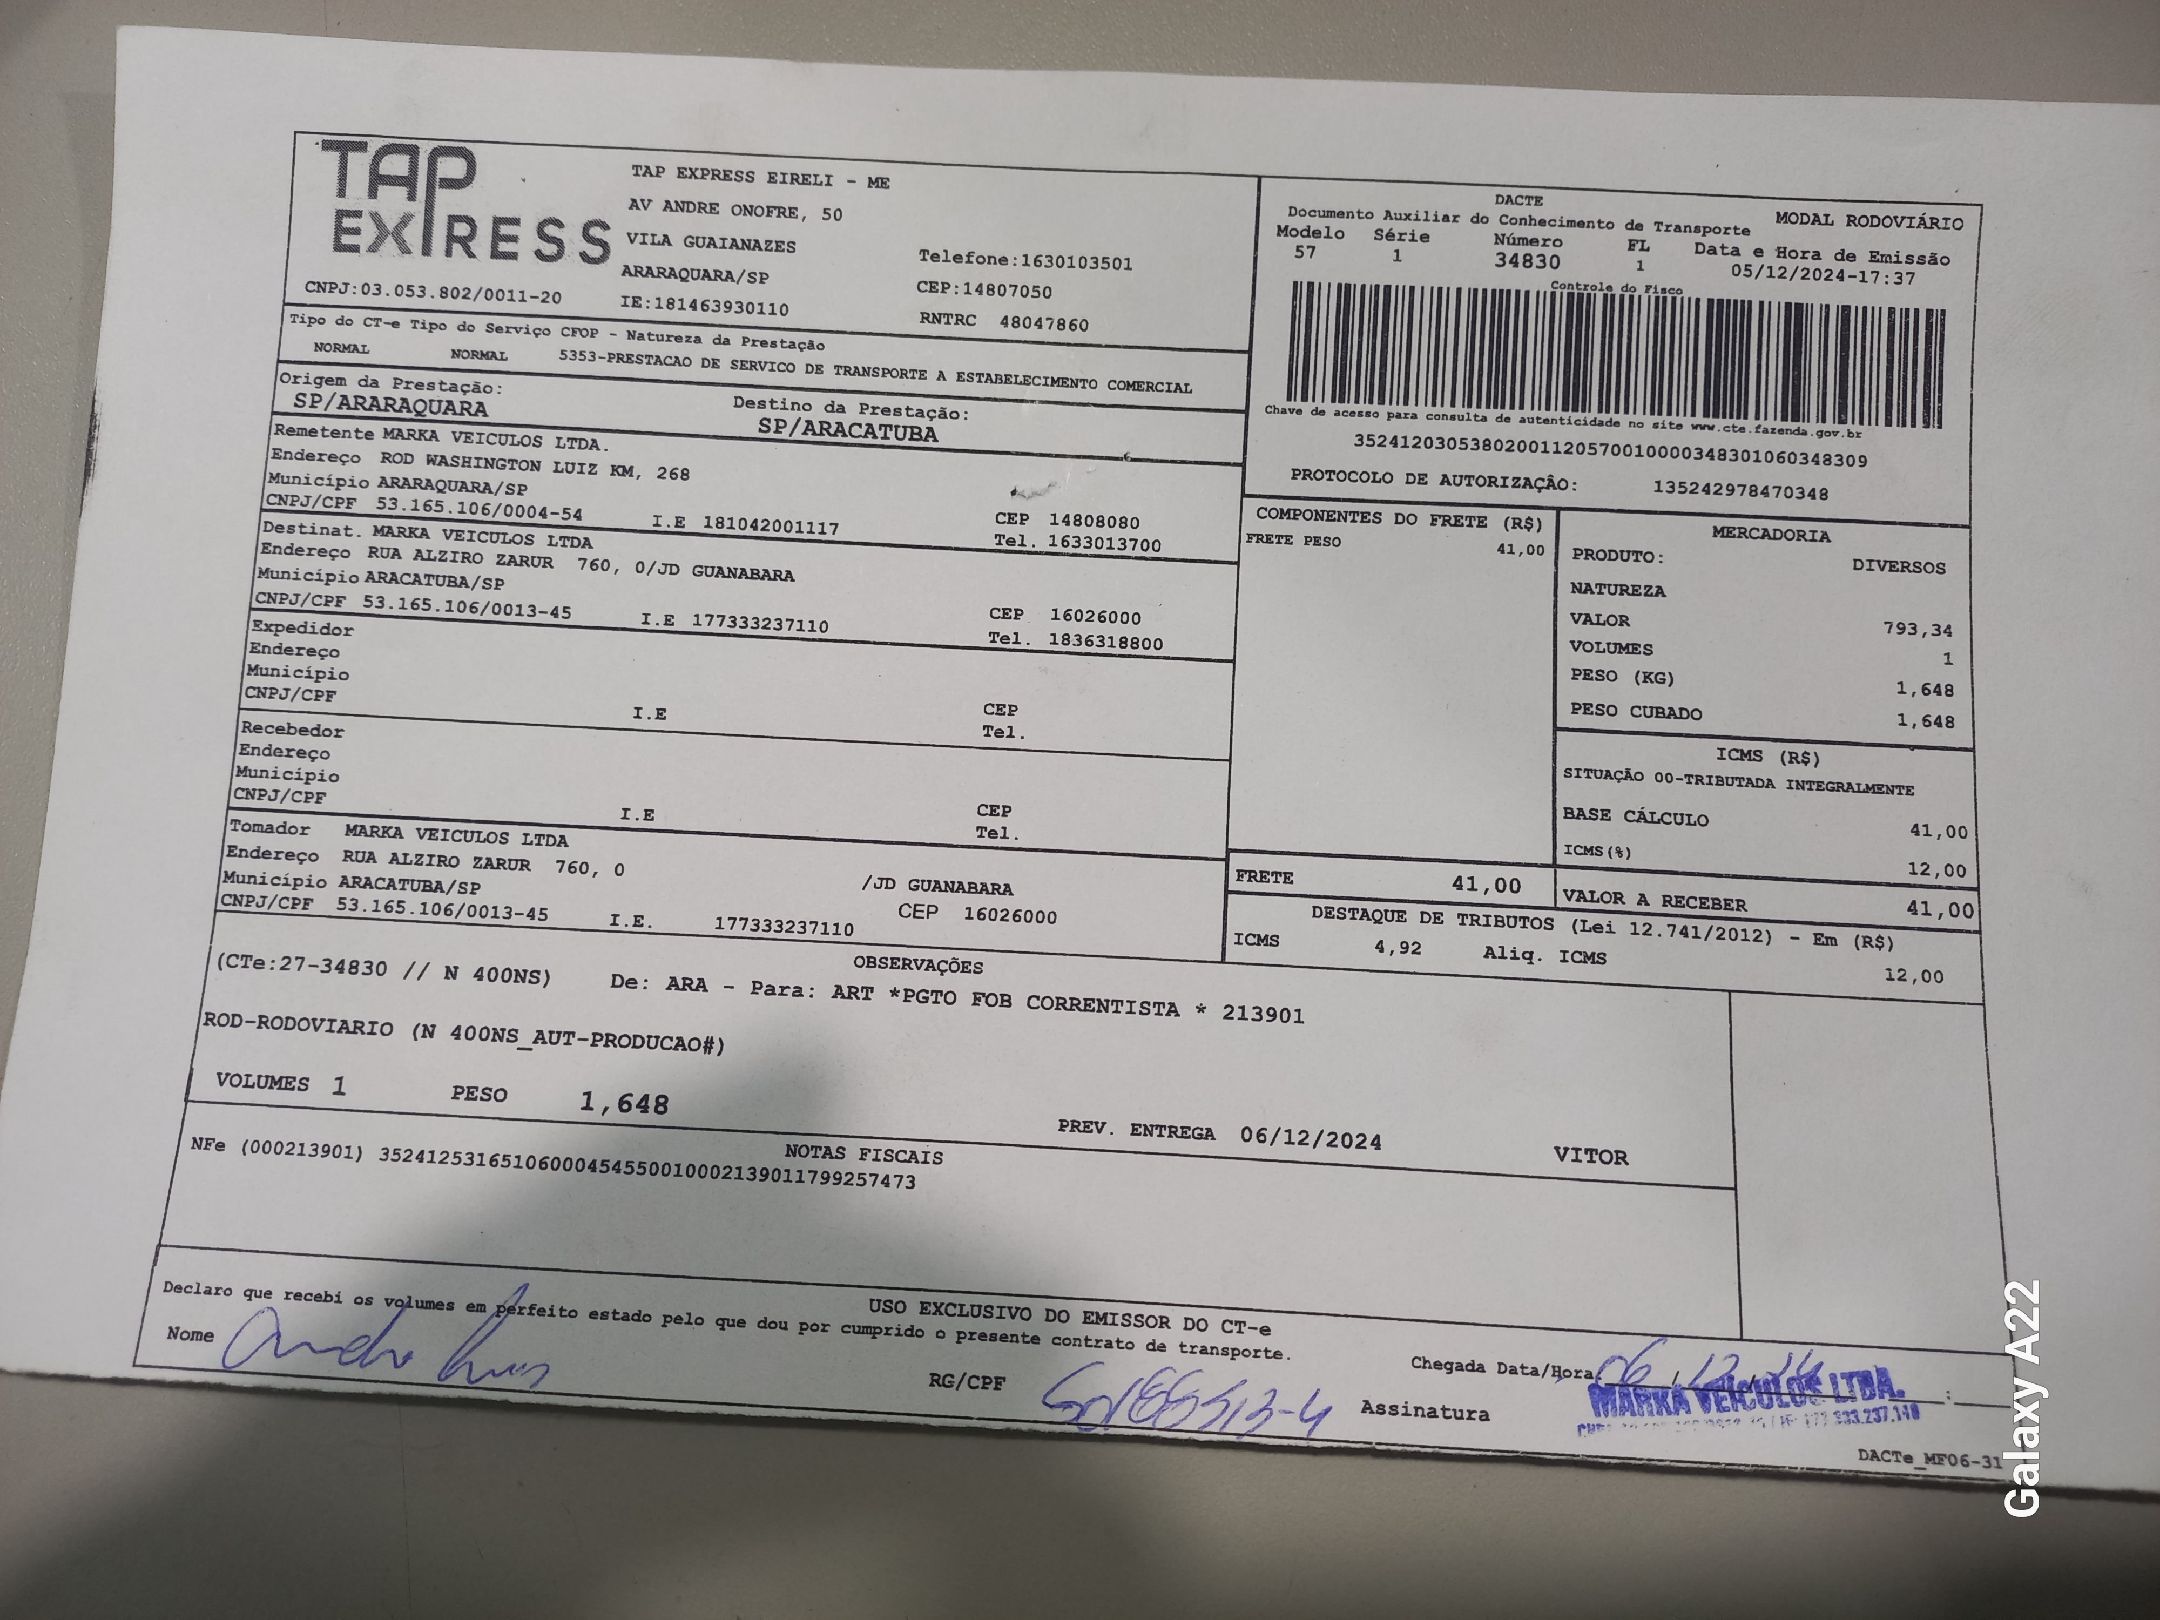 TAP
EXPRESS
CNPJ:03.053.802/0011-20
TAP EXPRESS EIRELI - ME
AV ANDRE ONOFRE, 50
VILA GUAIANAZES
ARARAQUARA/SP
IE:181463930110
Telefone:1630103501
CEP:14807050
RNTRC 48047860
DACTE
Documento Auxiliar do Conhecimento de Transporte
MODAL RODOVIÁRIO
Modelo Série Número FL Data e Hora de Emissão
57 1 34830 1 05/12/2024-17:37
Controle do Fisco
Chave de acesso para consulta de autenticidade no site www.cte.fazenda.gov.br
35241203053802001120570010000348301060348309
PROTOCOLO DE AUTORIZAÇÃO: 135242978470348
Tipo do CT-e Tipo do Serviço CFOP - Natureza da Prestação
NORMAL NORMAL 5353-PRESTACAO DE SERVICO DE TRANSPORTE A ESTABELECIMENTO COMERCIAL
Origem da Prestação: Destino da Prestação:
SP/ARARAQUARA SP/ARACATUBA
Remetente MARKA VEICULOS LTDA.
Endereço ROD WASHINGTON LUIZ KM, 268
Município ARARAQUARA/SP CEP 14808080
CNPJ/CPF 53.165.106/0004-54 I.E 181042001117 Tel. 1633013700
Destinat. MARKA VEICULOS LTDA
Endereço RUA ALZIRO ZARUR 760, 0/JD GUANABARA
Município ARACATUBA/SP CEP 16026000
CNPJ/CPF 53.165.106/0013-45 I.E 177333237110 Tel. 1836318800
Expedidor
Endereço
Município CEP
CNPJ/CPF I.E Tel.
Recebedor
Endereço
Município CEP
CNPJ/CPF I.E Tel.
Tomador MARKA VEICULOS LTDA
Endereço RUA ALZIRO ZARUR 760, 0 /JD GUANABARA
Município ARACATUBA/SP CEP 16026000
CNPJ/CPF 53.165.106/0013-45 I.E. 177333237110
COMPONENTES DO FRETE (R$)
FRETE PESO 41,00
MERCADORIA
PRODUTO: DIVERSOS
NATUREZA
VALOR 793,34
VOLUMES 1
PESO (KG) 1,648
PESO CUBADO 1,648
ICMS (R$)
SITUAÇÃO 00-TRIBUTADA INTEGRALMENTE
BASE CÁLCULO 41,00
ICMS(%) 12,00
FRETE 41,00 VALOR A RECEBER 41,00
DESTAQUE DE TRIBUTOS (Lei 12.741/2012) - Em (R$)
ICMS 4,92 Aliq. ICMS 12,00
OBSERVAÇÕES
(CTe:27-34830 // N 400NS) De: ARA - Para: ART *PGTO FOB CORRENTISTA * 213901
ROD-RODOVIARIO (N 400NS_AUT-PRODUCAO#)
VOLUMES 1 PESO 1,648 PREV. ENTREGA 06/12/2024 VITOR
NOTAS FISCAIS
NFe (000213901) 35241253165106000454550010002139011799257473
USO EXCLUSIVO DO EMISSOR DO CT-e
Declaro que recebi os volumes em perfeito estado pelo que dou por cumprido o presente contrato de transporte.
Nome RG/CPF Assinatura
Chegada Data/Hora 06/12/24
MARKA VEÍCULOS LTDA.
DACTe_MF06-31
Galaxy A22